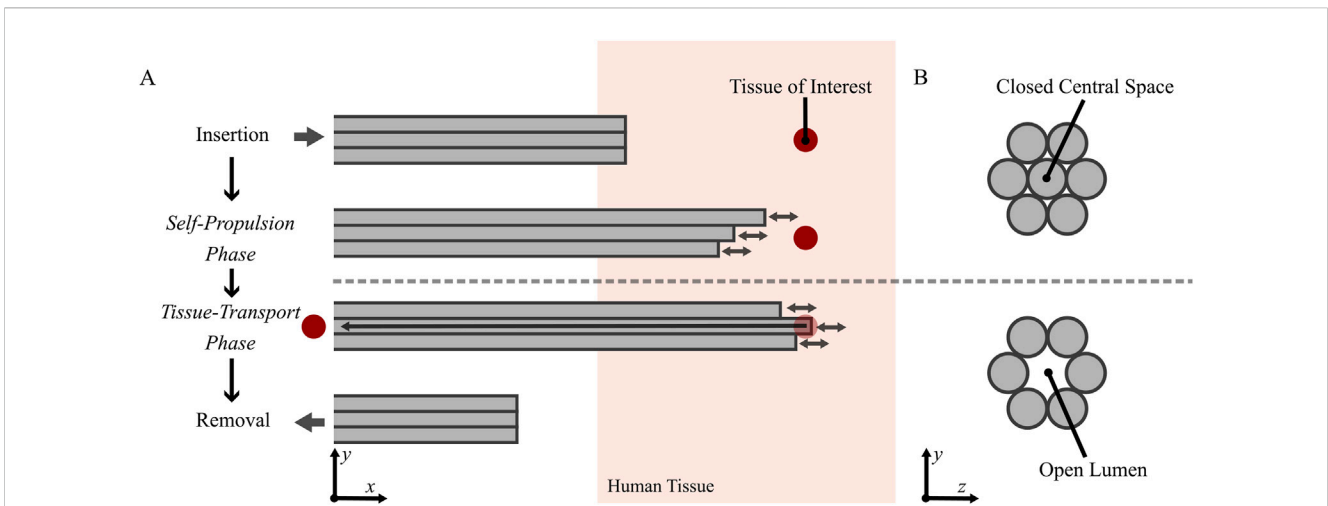 A
Insertion
Self-Propulsion
Phase
Tissue-Transport
Phase
Removal
y
x
Tissue of Interest
Human Tissue
B
Closed Central Space
Open Lumen
y
z